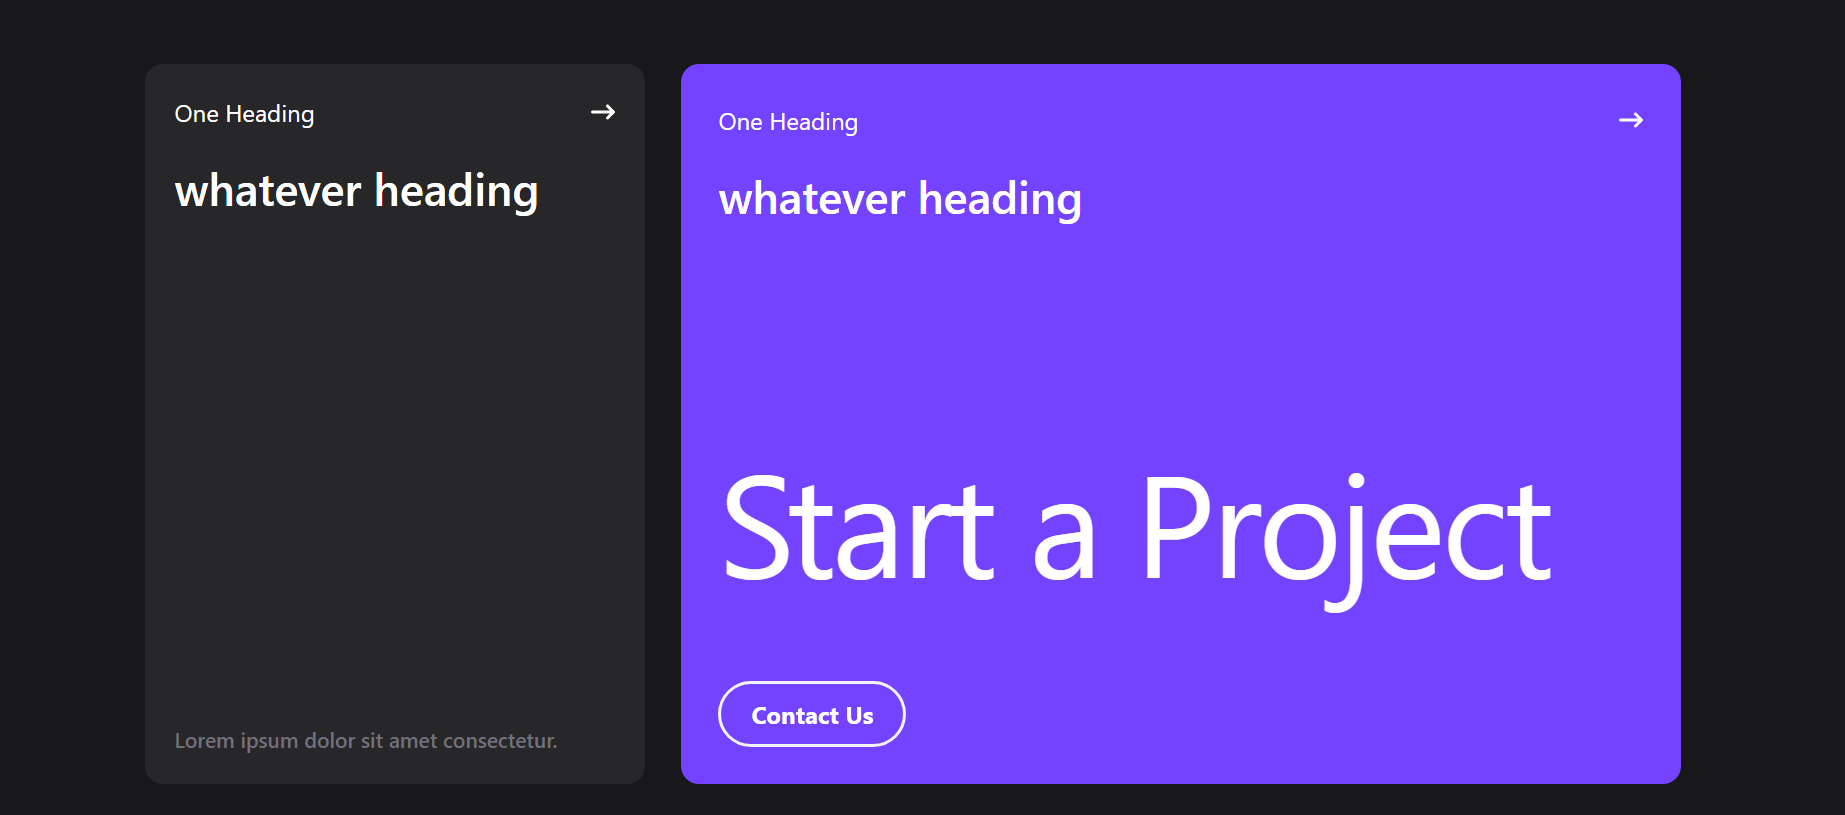 One Heading
whatever heading
Lorem ipsum dolor sit amet consectetur.
One Heading
whatever heading
Start a Project
Contact Us